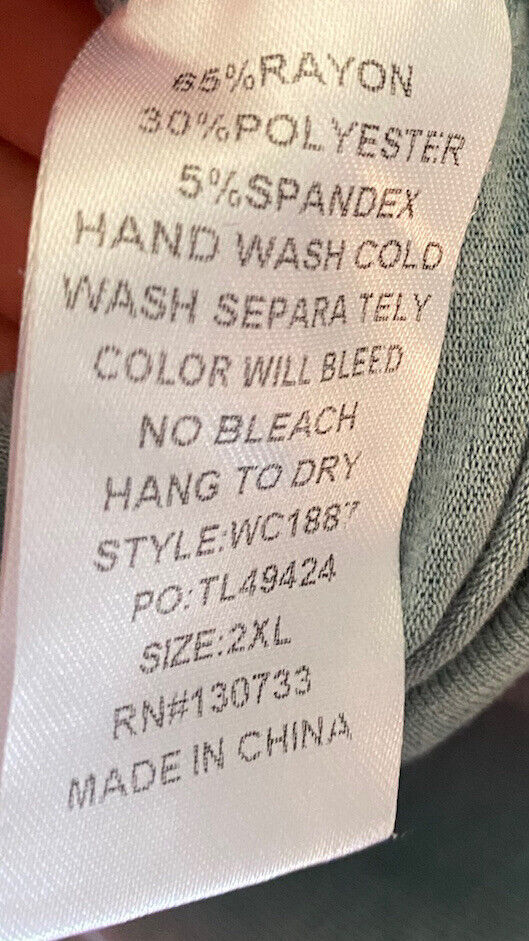 65%RAYON
30%POLYESTER
5%SPANDEX
HAND WASH COLD
WASH SEPARA TELY
COLOR WILL BLEED
NO BLEACH
HANG TO DRY
STYLE:WC1887
PO:TL49424
SIZE:2XL
RN#130733
MADE IN CHINA